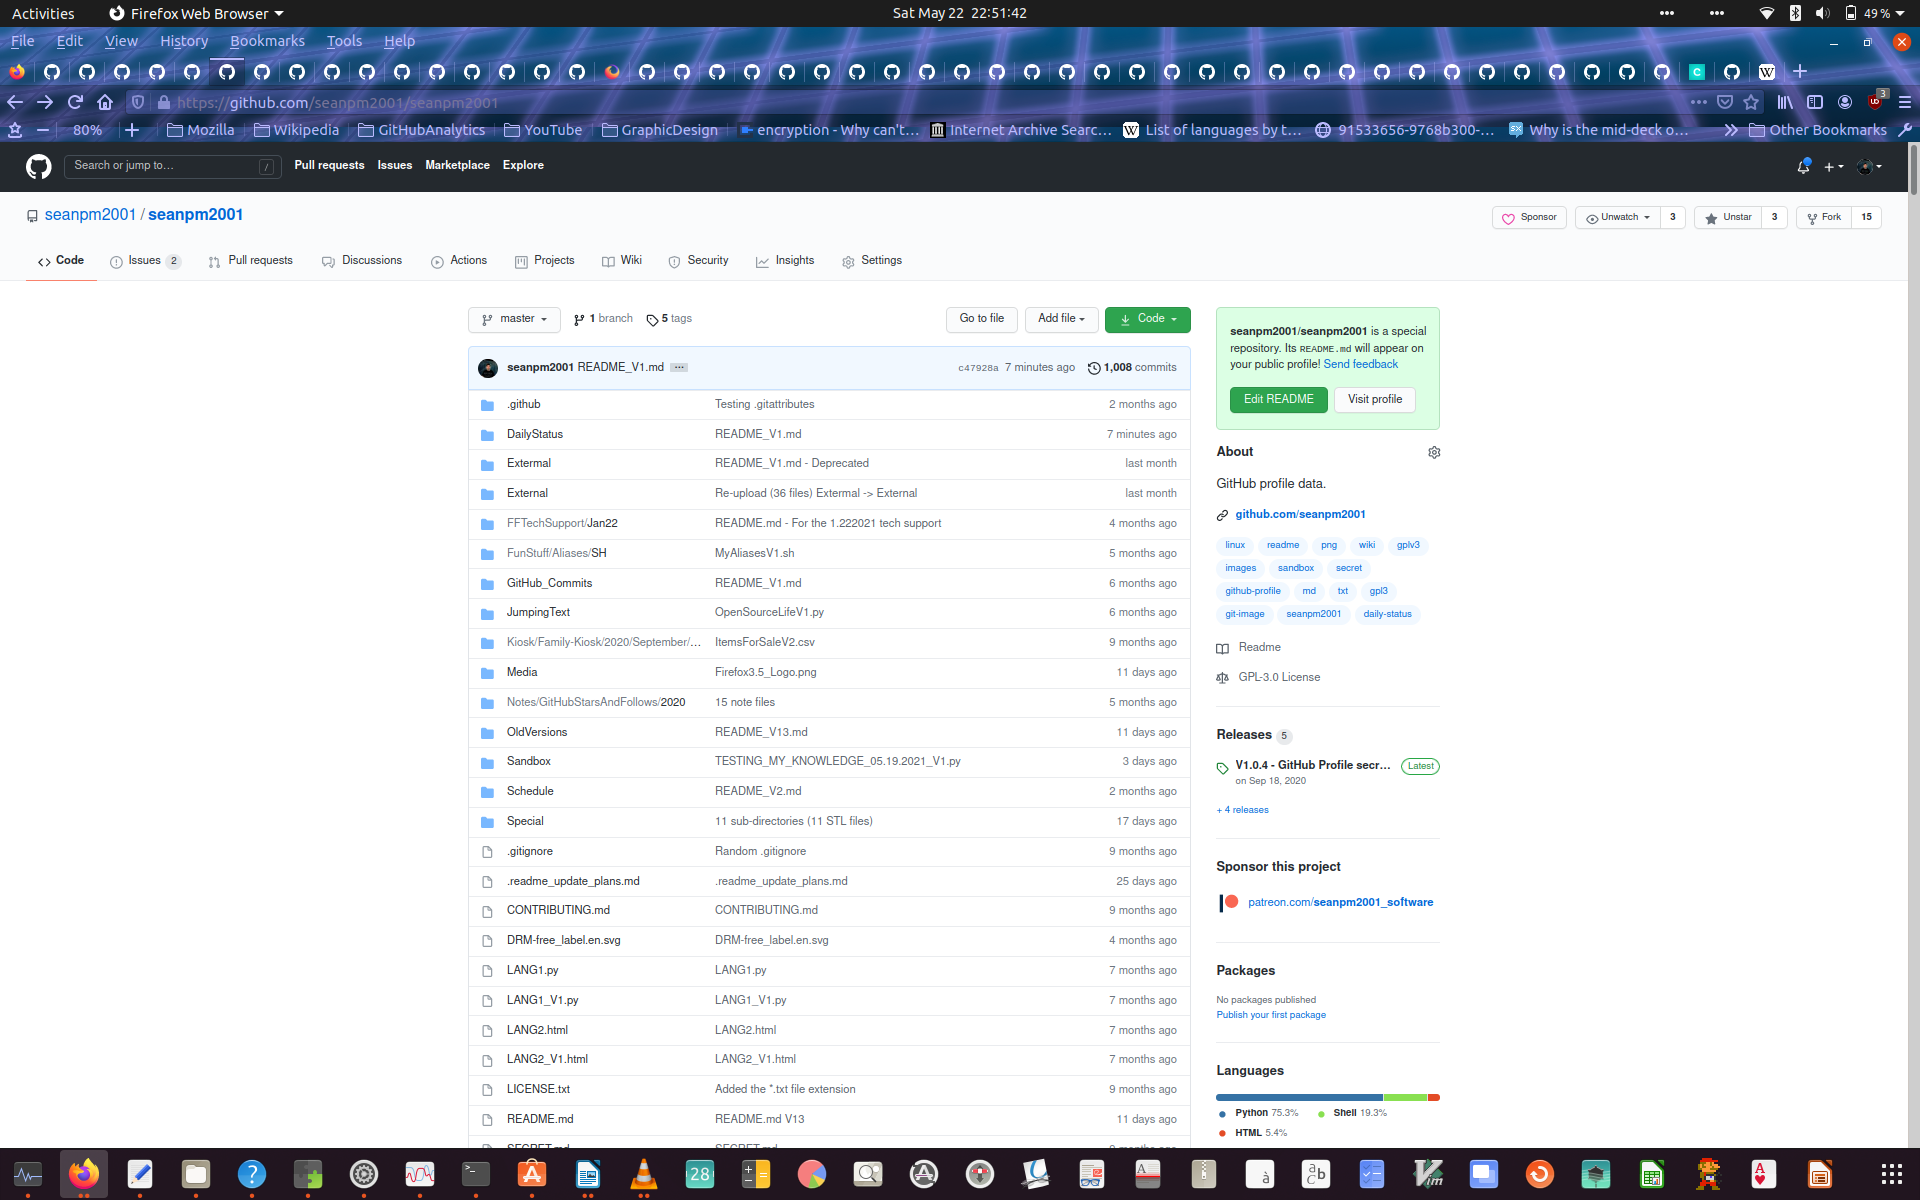 Activities Firefox Web Browser Sat May 22 22:51:42 49 %
File Edit View History Bookmarks Tools Help
https://github.com/seanpm2001/seanpm2001 3
80% Mozilla Wikipedia GitHubAnalytics YouTube GraphicDesign encryption - Why can't… Internet Archive Searc… List of languages by t… 91533656-9768b300-… Why is the mid-deck o… Other Bookmarks
Search or jump to… / Pull requests Issues Marketplace Explore
seanpm2001 / seanpm2001 Sponsor Unwatch 3 Unstar 3 Fork 15
Code Issues 2 Pull requests Discussions Actions Projects Wiki Security Insights Settings
master 1 branch 5 tags Go to file Add file Code
seanpm2001 README_V1.md ... c47928a 7 minutes ago 1,008 commits
.github Testing .gitattributes 2 months ago
DailyStatus README_V1.md 7 minutes ago
Extermal README_V1.md - Deprecated last month
External Re-upload (36 files) Extermal -> External last month
FFTechSupport/Jan22 README.md - For the 1.222021 tech support 4 months ago
FunStuff/Aliases/SH MyAliasesV1.sh 5 months ago
GitHub_Commits README_V1.md 6 months ago
JumpingText OpenSourceLifeV1.py 6 months ago
Kiosk/Family-Kiosk/2020/September/… ItemsForSaleV2.csv 9 months ago
Media Firefox3.5_Logo.png 11 days ago
Notes/GitHubStarsAndFollows/2020 15 note files 5 months ago
OldVersions README_V13.md 11 days ago
Sandbox TESTING_MY_KNOWLEDGE_05.19.2021_V1.py 3 days ago
Schedule README_V2.md 2 months ago
Special 11 sub-directories (11 STL files) 17 days ago
.gitignore Random .gitignore 9 months ago
.readme_update_plans.md .readme_update_plans.md 25 days ago
CONTRIBUTING.md CONTRIBUTING.md 9 months ago
DRM-free_label.en.svg DRM-free_label.en.svg 4 months ago
LANG1.py LANG1.py 7 months ago
LANG1_V1.py LANG1_V1.py 7 months ago
LANG2.html LANG2.html 7 months ago
LANG2_V1.html LANG2_V1.html 7 months ago
LICENSE.txt Added the *.txt file extension 9 months ago
README.md README.md V13 11 days ago
seanpm2001/seanpm2001 is a special
repository. Its README.md will appear on
your public profile! Send feedback
Edit README Visit profile
About
GitHub profile data.
github.com/seanpm2001
linux readme png wiki gplv3
images sandbox secret
github-profile md txt gpl3
git-image seanpm2001 daily-status
Readme
GPL-3.0 License
Releases 5
V1.0.4 - GitHub Profile secr... Latest
on Sep 18, 2020
+ 4 releases
Sponsor this project
patreon.com/seanpm2001_software
Packages
No packages published
Publish your first package
Languages
Python 75.3% Shell 19.3%
HTML 5.4%
28